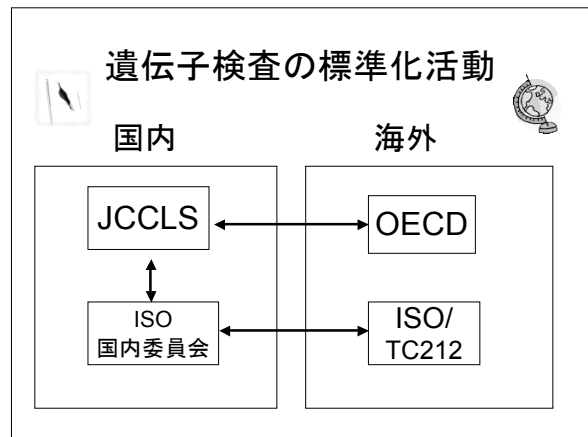 遺伝子検査の標準化活動
国内
海外
JCCLS
OECD
ISO
国内委員会
ISO/
TC212